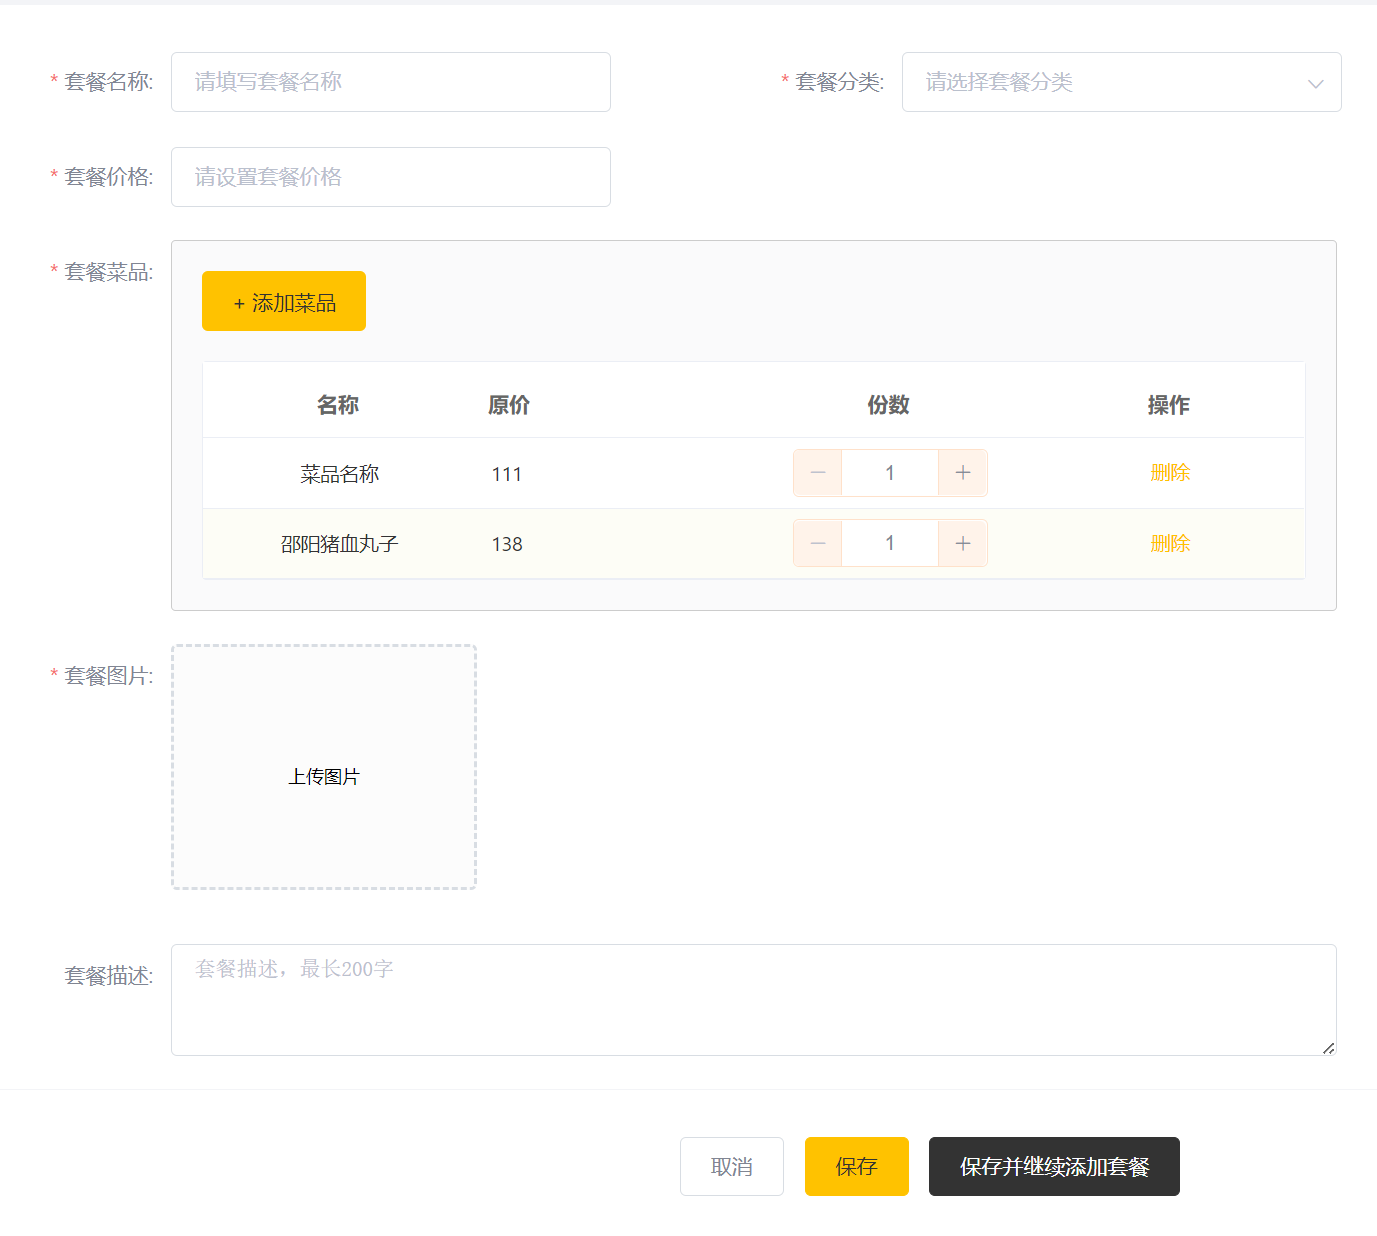 * 套餐名称: 请填写套餐名称 * 套餐分类: 请选择套餐分类
* 套餐价格: 请设置套餐价格
* 套餐菜品:
+ 添加菜品
名称 原价 份数 操作
菜品名称 111 − 1 + 删除
邵阳猪血丸子 138 − 1 + 删除
* 套餐图片:
上传图片
套餐描述: 套餐描述，最长200字
取消 保存 保存并继续添加套餐